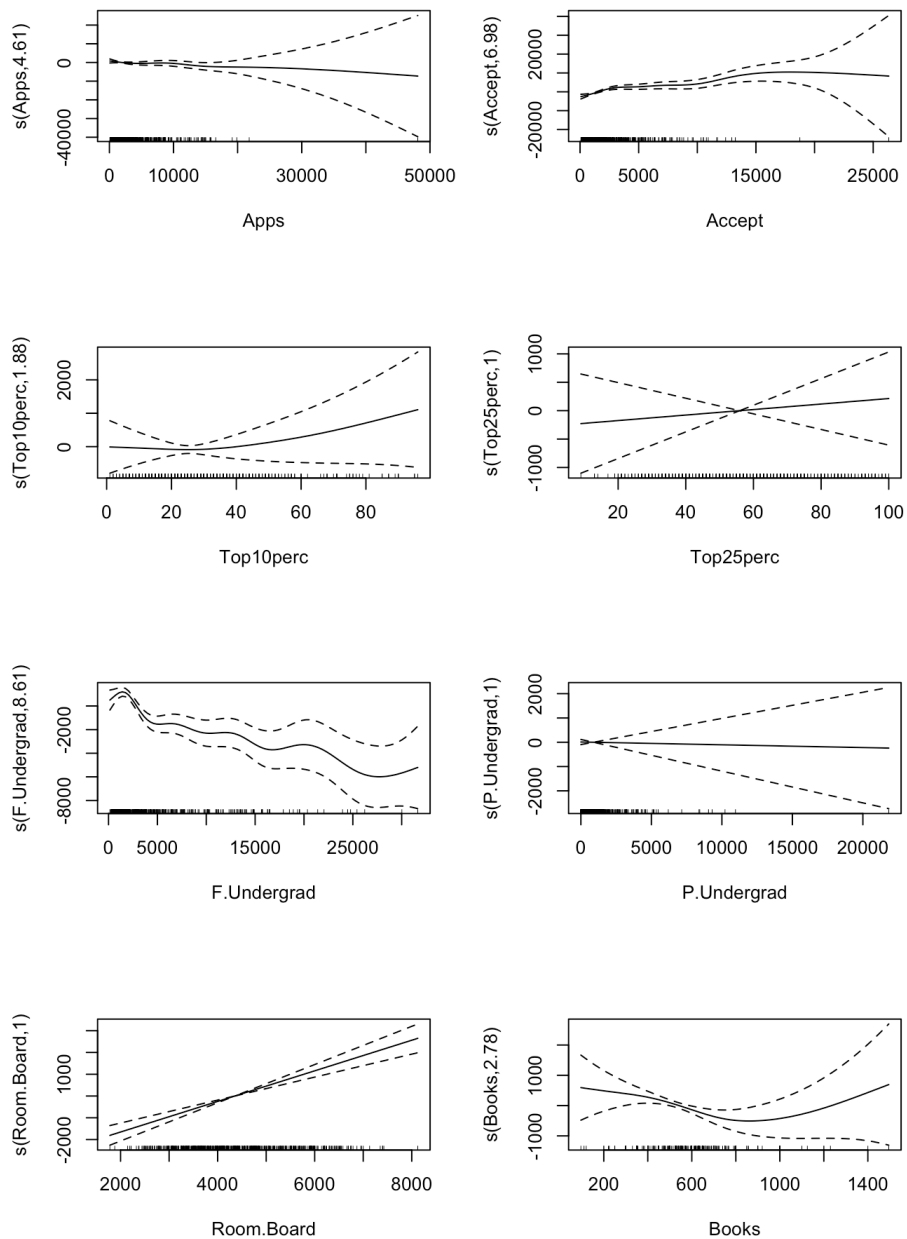 s(Apps,4.61)
0
-40000
0 10000 30000 50000
Apps
s(Accept,6.98)
20000
-20000
0 5000 15000 25000
Accept
s(Top10perc,1.88)
2000
0
0 20 40 60 80
Top10perc
s(Top25perc,1)
1000
0
-1000
20 40 60 80 100
Top25perc
s(F.Undergrad,8.61)
-2000
-8000
0 5000 15000 25000
F.Undergrad
s(P.Undergrad,1)
2000
0
-2000
0 5000 10000 15000 20000
P.Undergrad
s(Room.Board,1)
1000
-2000
2000 4000 6000 8000
Room.Board
s(Books,2.78)
1000
-1000
200 600 1000 1400
Books